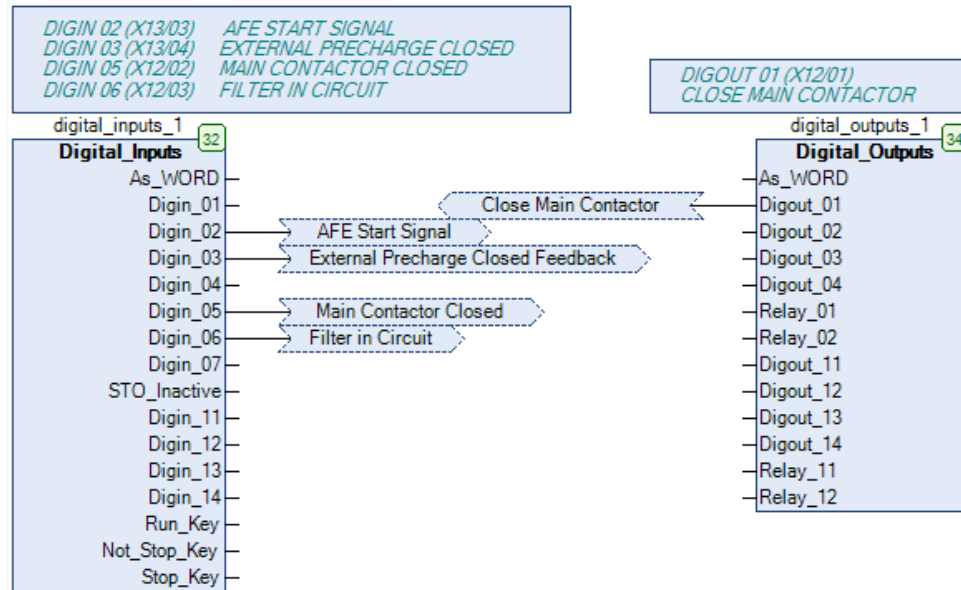 DIGIN 02 (X13/03) AFE START SIGNAL
DIGIN 03 (X13/04) EXTERNAL PRECHARGE CLOSED
DIGIN 05 (X12/02) MAIN CONTACTOR CLOSED
DIGIN 06 (X12/03) FILTER IN CIRCUIT
DIGOUT 01 (X12/01)
CLOSE MAIN CONTACTOR
digital_inputs_1
32
Digital_Inputs
As_WORD
Digin_01
Digin_02
AFE Start Signal
Digin_03
External Precharge Closed Feedback
Digin_04
Digin_05
Main Contactor Closed
Digin_06
Filter in Circuit
Digin_07
STO_Inactive
Digin_11
Digin_12
Digin_13
Digin_14
Run_Key
Not_Stop_Key
Stop_Key
digital_outputs_1
34
Digital_Outputs
As_WORD
Close Main Contactor
Digout_01
Digout_02
Digout_03
Digout_04
Relay_01
Relay_02
Digout_11
Digout_12
Digout_13
Digout_14
Relay_11
Relay_12